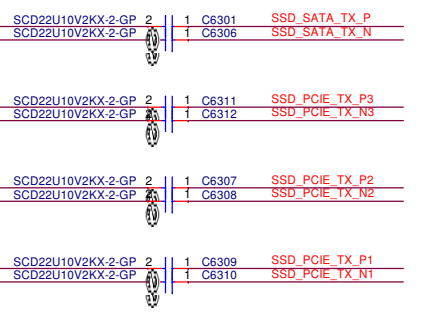 SCD22U10V2KX-2-GP 2 1 C6301 SSD_SATA_TX_P
SCD22U10V2KX-2-GP 1 C6306 SSD_SATA_TX_N
SCD22U10V2KX-2-GP 2 1 C6311 SSD_PCIE_TX_P3
SCD22U10V2KX-2-GP 1 C6312 SSD_PCIE_TX_N3
SCD22U10V2KX-2-GP 2 1 C6307 SSD_PCIE_TX_P2
SCD22U10V2KX-2-GP 1 C6308 SSD_PCIE_TX_N2
SCD22U10V2KX-2-GP 2 1 C6309 SSD_PCIE_TX_P1
SCD22U10V2KX-2-GP 1 C6310 SSD_PCIE_TX_N1